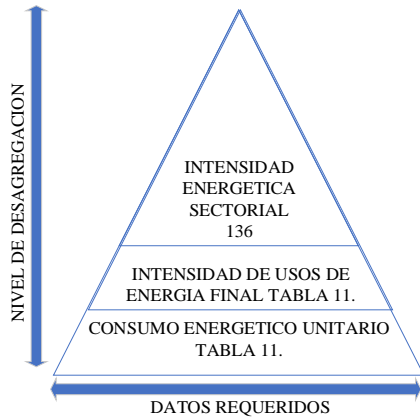 NIVEL DE DESAGREGACION
INTENSIDAD
ENERGETICA
SECTORIAL
136
INTENSIDAD DE USOS DE
ENERGIA FINAL TABLA 11.
CONSUMO ENERGETICO UNITARIO
TABLA 11.
DATOS REQUERIDOS